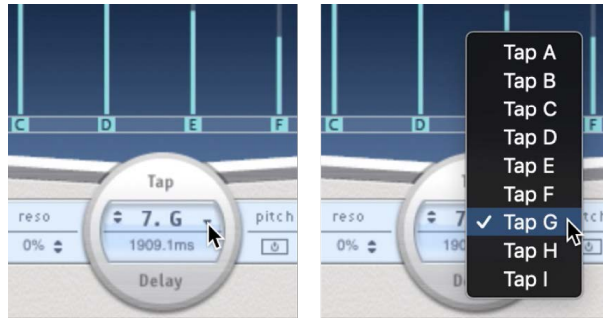 C D E F
Tap
reso 7. G pitch
0% 1909.1ms
Delay
C D
Tap A
Tap B
Tap C
Tap D
Tap E
Tap F
✓ Tap G
Tap H
Tap I
F
reso 7
0% 190